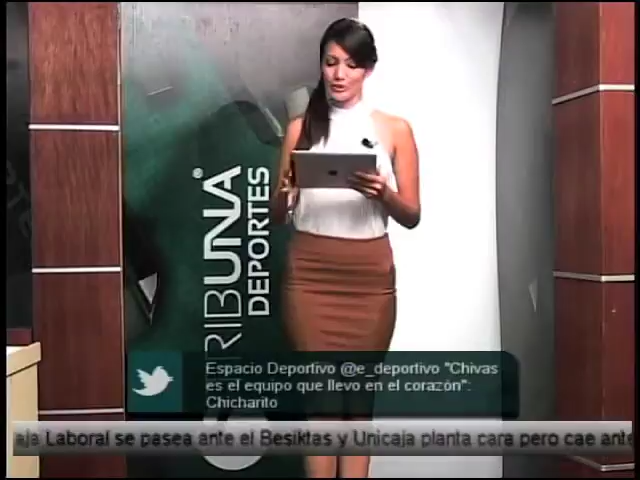 TRIBUNA®
DEPORTES
Espacio Deportivo @e_deportivo "Chivas
es el equipo que llevo en el corazón":
Chicharito
aja Laboral se pasea ante el Besiktas y Unicaja planta cara pero cae ante